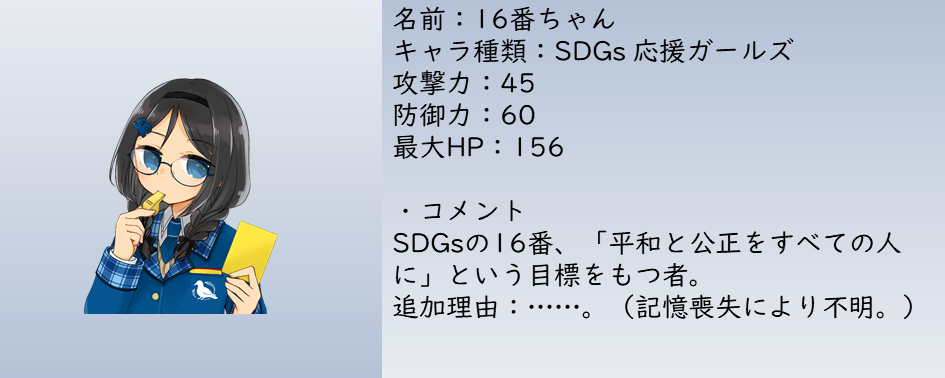 名前：16番ちゃん
キャラ種類：SDGs 応援ガールズ
攻撃力：45
防御力：60
最大HP：156
・コメント
SDGsの16番、「平和と公正をすべての人
に」という目標をもつ者。
追加理由：……。（記憶喪失により不明。）